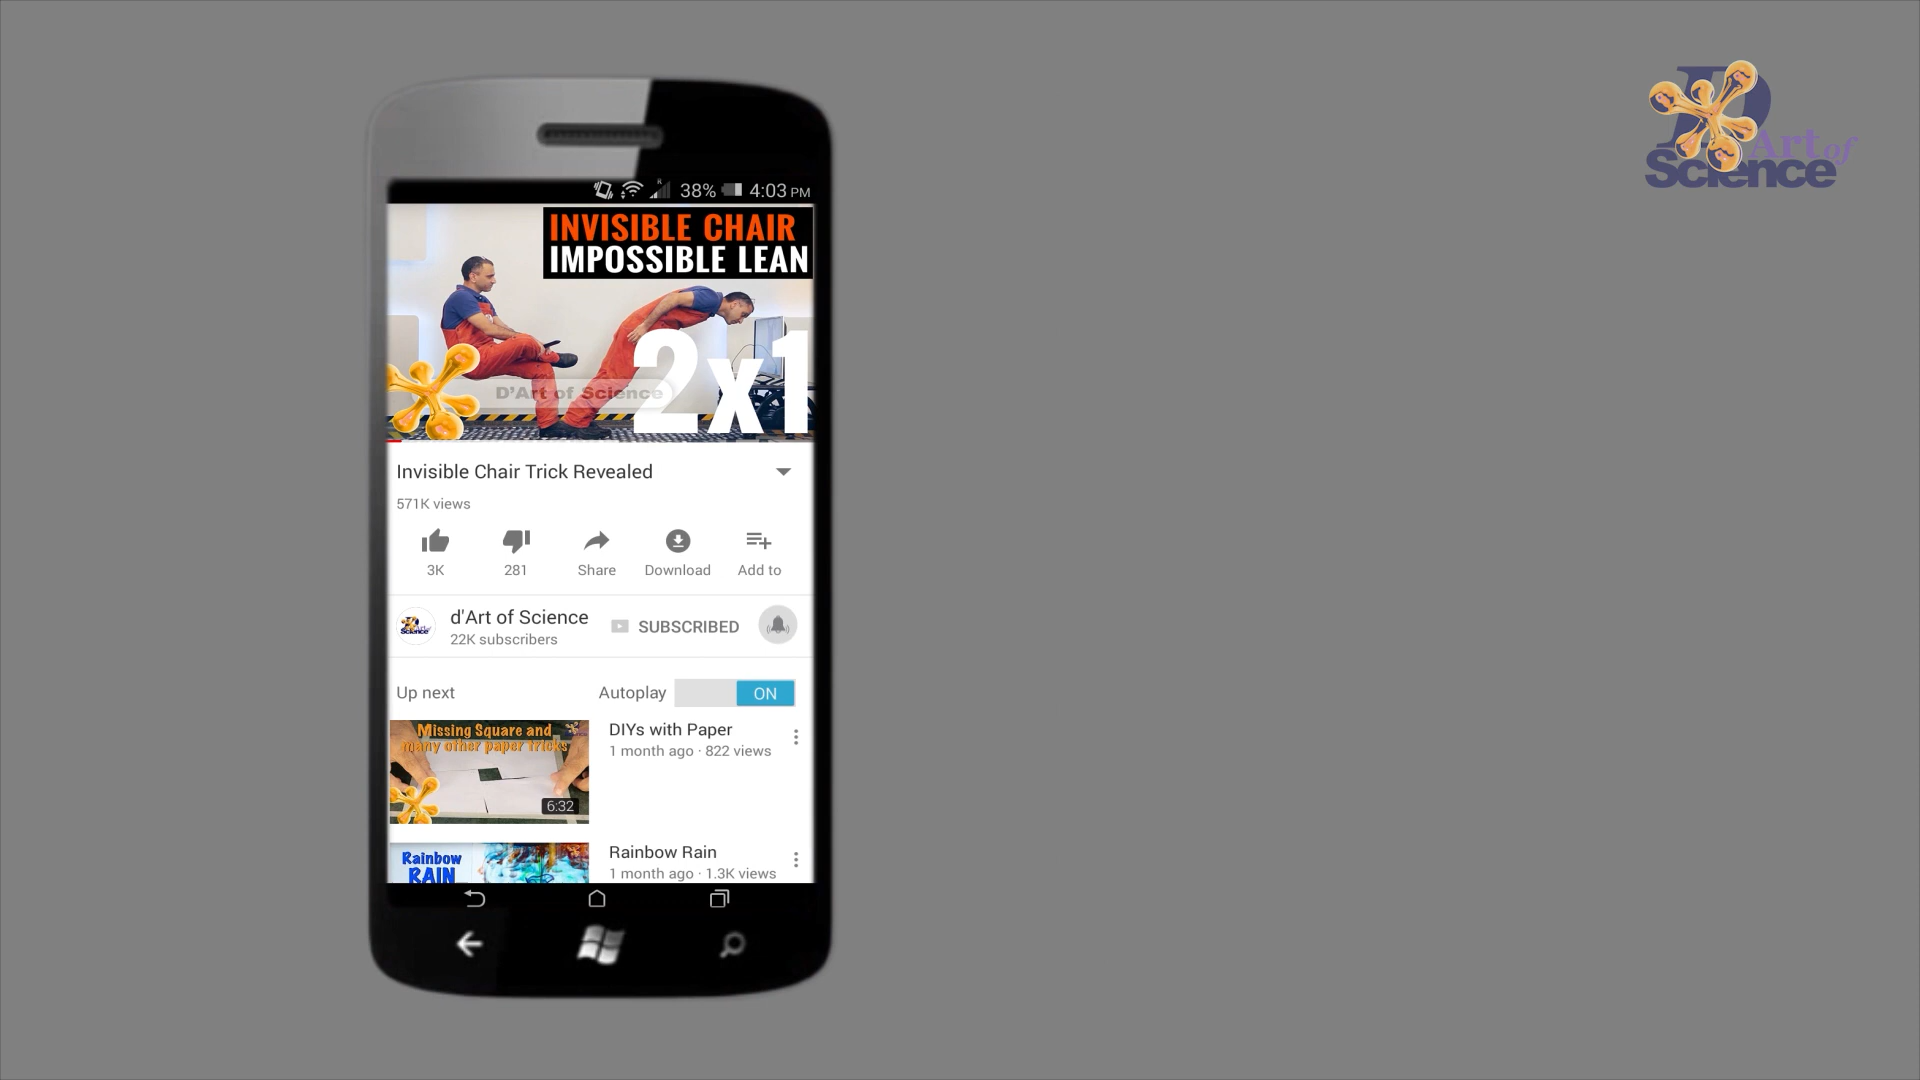 D
Art of
Science
38% 4:03 PM
INVISIBLE CHAIR
IMPOSSIBLE LEAN
2x1
D'Art of Science
Invisible Chair Trick Revealed
571K views
3K 281 Share Download Add to
d'Art of Science
22K subscribers
SUBSCRIBED
Up next Autoplay ON
Missing Square and
many other paper tricks
6:32
DIYs with Paper
1 month ago · 822 views
Rainbow
RAIN
Rainbow Rain
1 month ago · 1.3K views